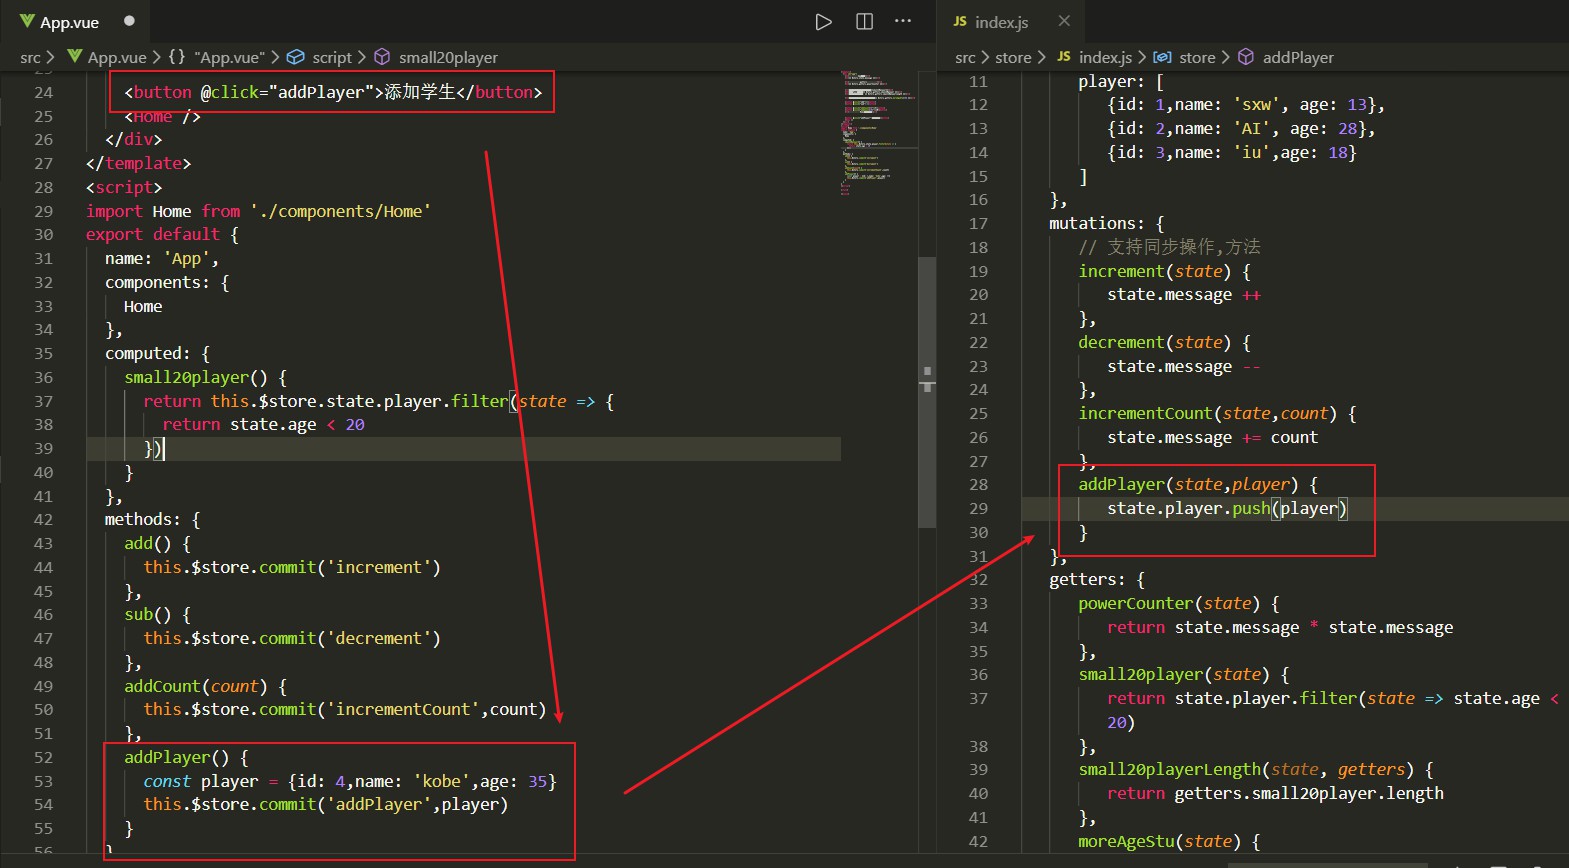 App.vue
src > App.vue > {} "App.vue" > script > small20player
24 <button @click="addPlayer">添加学生</button>
25 <Home />
26 </div>
27 </template>
28 <script>
29 import Home from './components/Home'
30 export default {
31 name: 'App',
32 components: {
33 Home
34 },
35 computed: {
36 small20player() {
37 return this.$store.state.player.filter(state => {
38 return state.age < 20
39 })
40 }
41 },
42 methods: {
43 add() {
44 this.$store.commit('increment')
45 },
46 sub() {
47 this.$store.commit('decrement')
48 },
49 addCount(count) {
50 this.$store.commit('incrementCount',count)
51 },
52 addPlayer() {
53 const player = {id: 4,name: 'kobe',age: 35}
54 this.$store.commit('addPlayer',player)
55 }
56 }
JS index.js
src > store > JS index.js > store > addPlayer
11 player: [
12 {id: 1,name: 'sxw', age: 13},
13 {id: 2,name: 'AI', age: 28},
14 {id: 3,name: 'iu',age: 18}
15 ]
16 },
17 mutations: {
18 // 支持同步操作,方法
19 increment(state) {
20 state.message ++
21 },
22 decrement(state) {
23 state.message --
24 },
25 incrementCount(state,count) {
26 state.message += count
27 },
28 addPlayer(state,player) {
29 state.player.push(player)
30 }
31 },
32 getters: {
33 powerCounter(state) {
34 return state.message * state.message
35 },
36 small20player(state) {
37 return state.player.filter(state => state.age <
20)
38 },
39 small20playerLength(state, getters) {
40 return getters.small20player.length
41 },
42 moreAgeStu(state) {